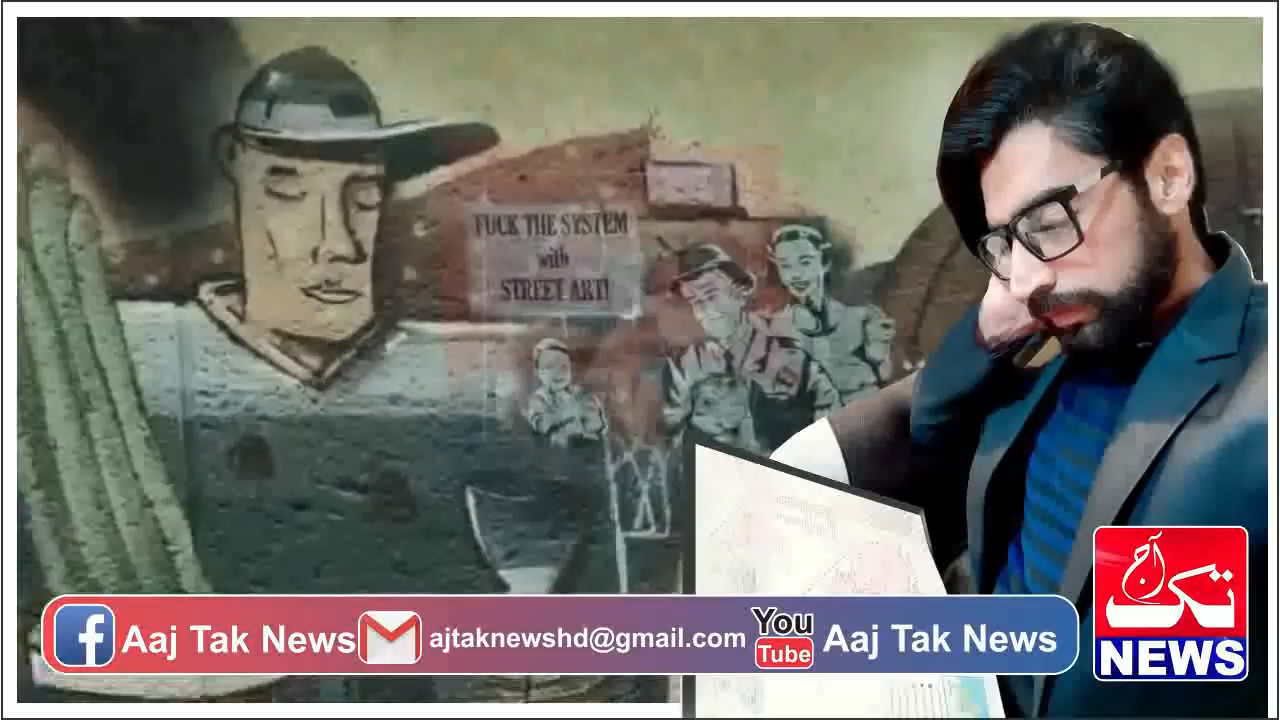 FUCK THE SYSTEM
with
STREET ART!
f Aaj Tak News ajtaknewshd@gmail.com You Tube Aaj Tak News
آج
تک
NEWS